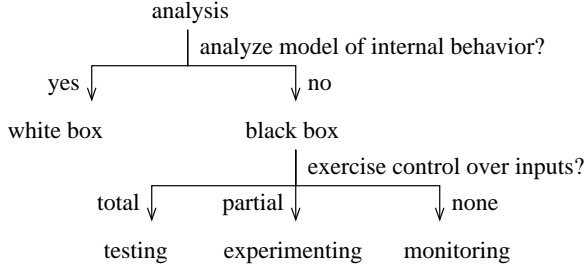 analysis
analyze model of internal behavior?
yes
no
white box
black box
exercise control over inputs?
total
partial
none
testing
experimenting
monitoring